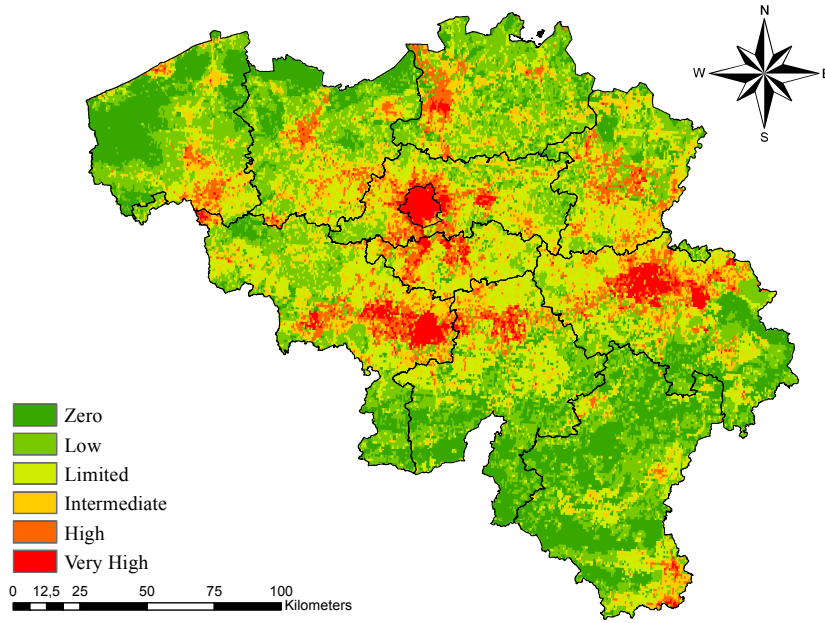 N
W
E
S
Zero
Low
Limited
Intermediate
High
Very High
0 12,5 25 50 75 100
Kilometers